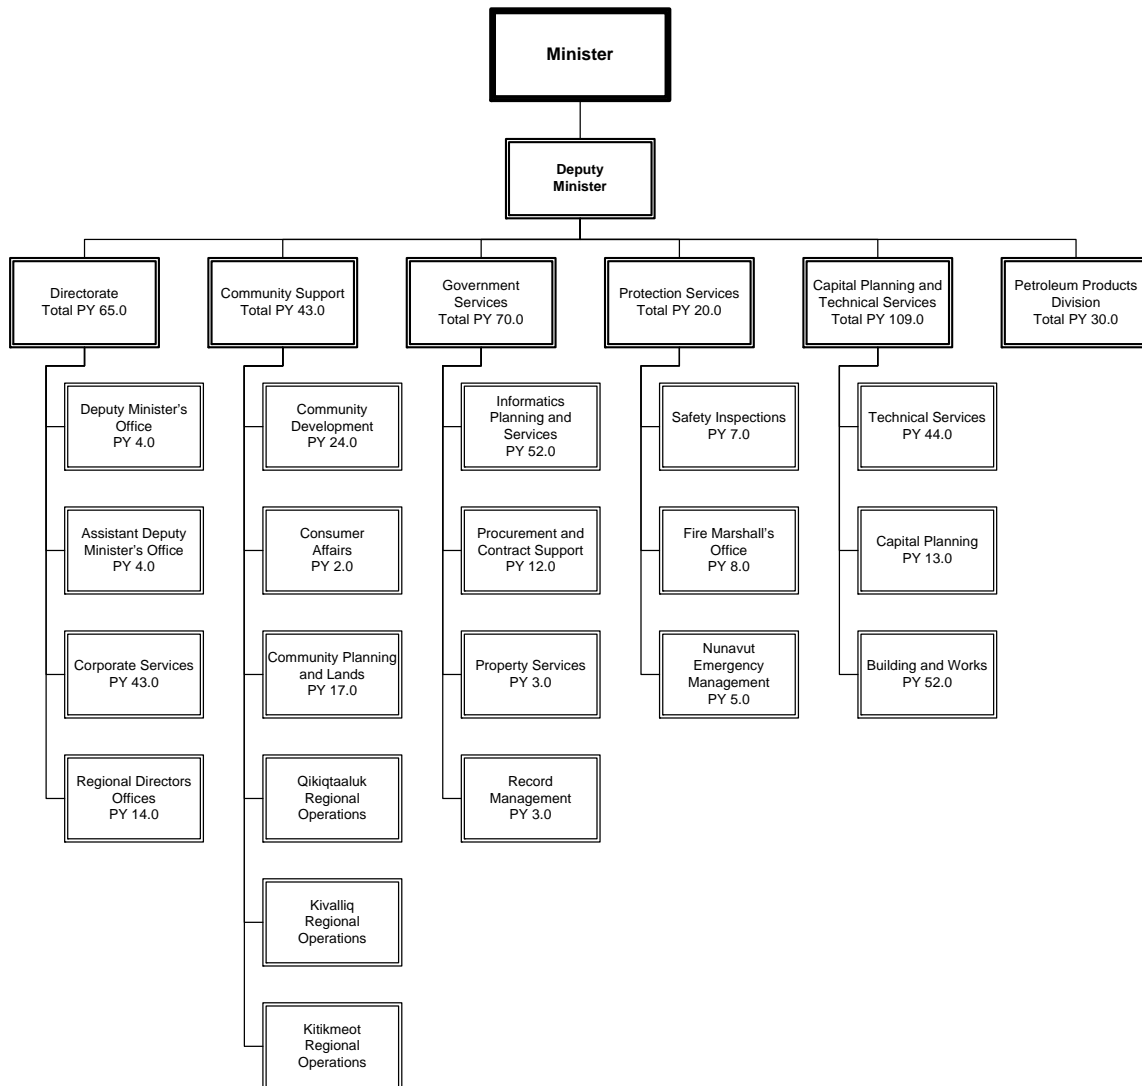 Minister
Deputy
Minister
Directorate
Total PY 65.0
Community Support
Total PY 43.0
Government
Services
Total PY 70.0
Protection Services
Total PY 20.0
Capital Planning and
Technical Services
Total PY 109.0
Petroleum Products
Division
Total PY 30.0
Deputy Minister's
Office
PY 4.0
Community
Development
PY 24.0
Informatics
Planning and
Services
PY 52.0
Safety Inspections
PY 7.0
Technical Services
PY 44.0
Assistant Deputy
Minister's Office
PY 4.0
Consumer
Affairs
PY 2.0
Procurement and
Contract Support
PY 12.0
Fire Marshall's
Office
PY 8.0
Capital Planning
PY 13.0
Corporate Services
PY 43.0
Community Planning
and Lands
PY 17.0
Property Services
PY 3.0
Nunavut
Emergency
Management
PY 5.0
Building and Works
PY 52.0
Regional Directors
Offices
PY 14.0
Qikiqtaaluk
Regional
Operations
Record
Management
PY 3.0
Kivalliq
Regional
Operations
Kitikmeot
Regional
Operations